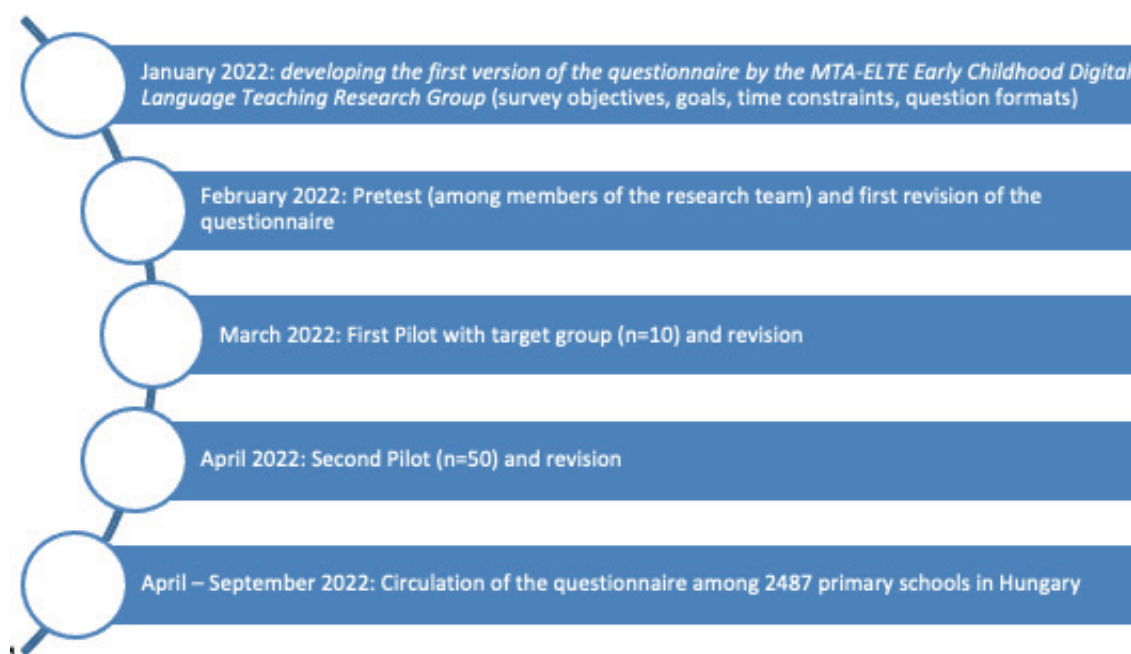 January 2022: developing the first version of the questionnaire by the MTA-ELTE Early Childhood Digital
Language Teaching Research Group (survey objectives, goals, time constraints, question formats)
February 2022: Pretest (among members of the research team) and first revision of the
questionnaire
March 2022: First Pilot with target group (n=10) and revision
April 2022: Second Pilot (n=50) and revision
April – September 2022: Circulation of the questionnaire among 2487 primary schools in Hungary